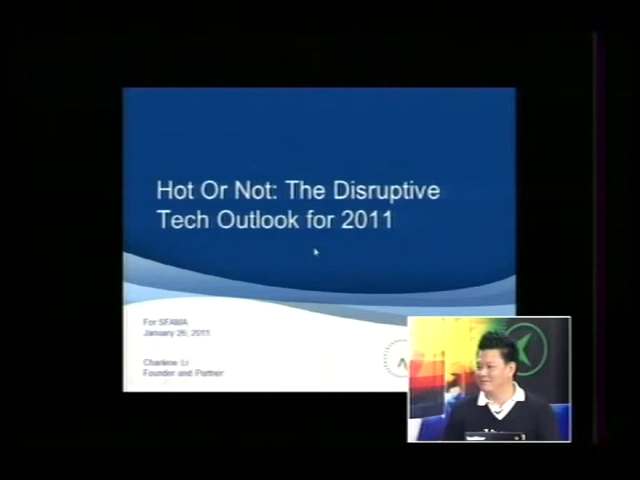 Hot Or Not: The Disruptive
Tech Outlook for 2011
For SFAMA
January 26, 2011
Charlene Li
Founder and Partner